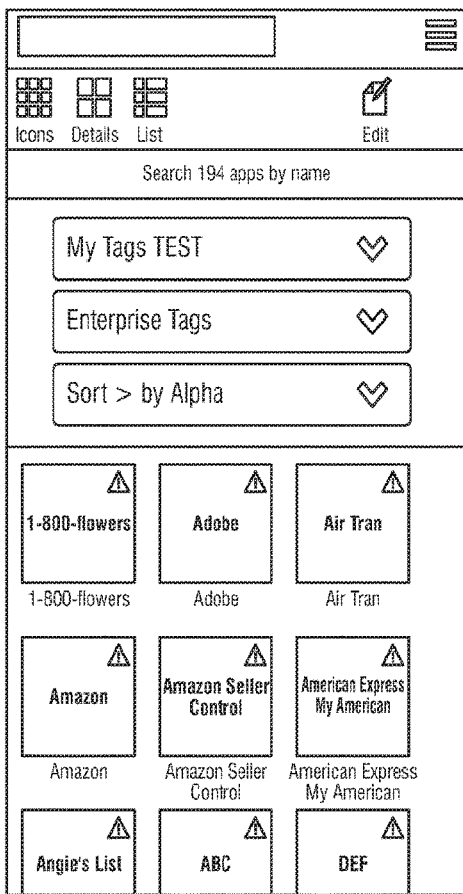 Icons Details List Edit
Search 194 apps by name
My Tags TEST
Enterprise Tags
Sort > by Alpha
1-800-flowers Adobe Air Tran
1-800-flowers Adobe Air Tran
Amazon Amazon Seller Control American Express My American
Amazon Amazon Seller Control American Express My American
Angie's List ABC DEF